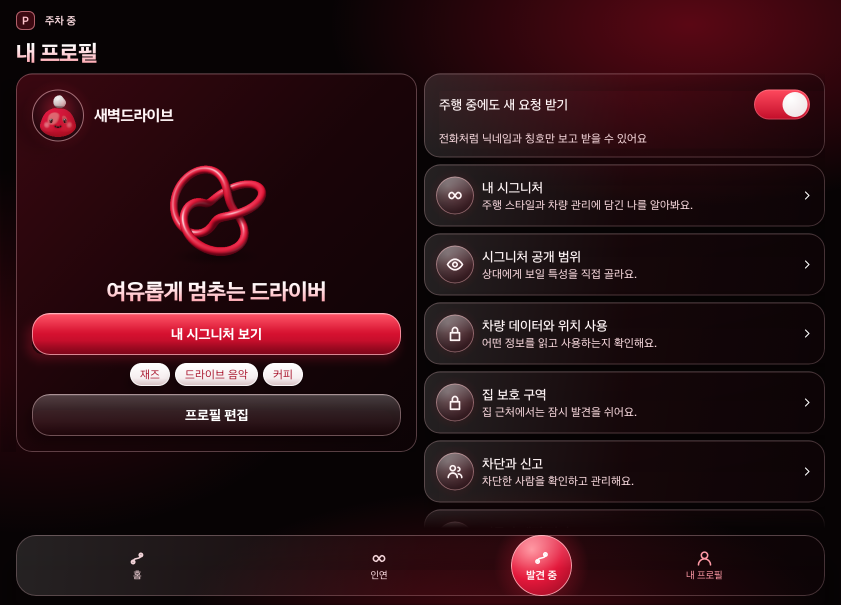 P 주차 중
내 프로필
새벽드라이브
여유롭게 멈추는 드라이버
내 시그니처 보기
재즈 드라이브 음악 커피
프로필 편집
주행 중에도 새 요청 받기
전화처럼 닉네임과 칭호만 보고 받을 수 있어요
내 시그니처
주행 스타일과 차량 관리에 담긴 나를 알아봐요.
시그니처 공개 범위
상대에게 보일 특성을 직접 골라요.
차량 데이터와 위치 사용
어떤 정보를 읽고 사용하는지 확인해요.
집 보호 구역
집 근처에서는 잠시 발견을 쉬어요.
차단과 신고
차단한 사람을 확인하고 관리해요.
홈 인연 발견 중 내 프로필